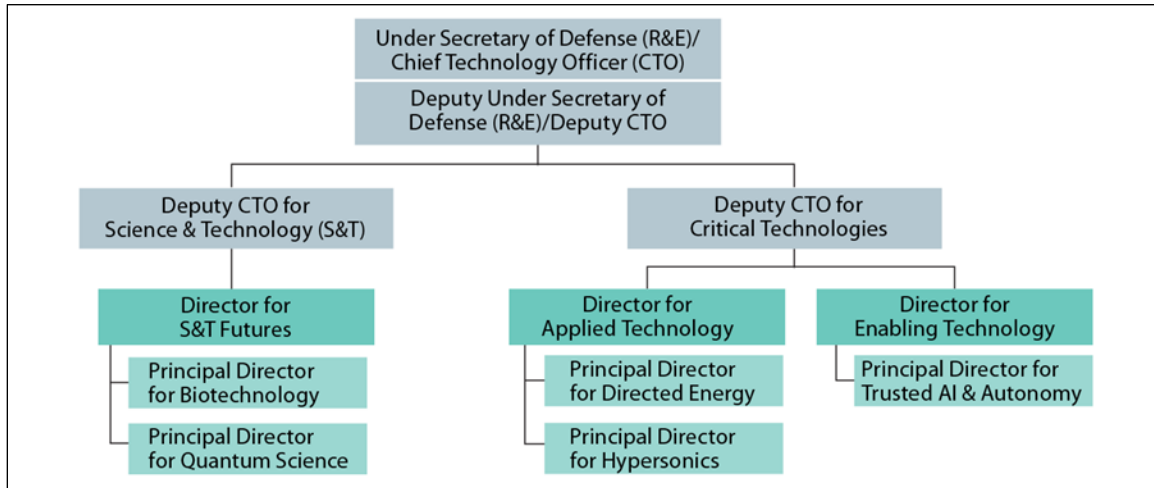 Under Secretary of Defense (R&E)/
Chief Technology Officer (CTO)
Deputy Under Secretary of
Defense (R&E)/Deputy CTO
Deputy CTO for
Science & Technology (S&T)
Deputy CTO for
Critical Technologies
Director for
S&T Futures
Director for
Applied Technology
Director for
Enabling Technology
Principal Director
for Biotechnology
Principal Director
for Directed Energy
Principal Director for
Trusted AI & Autonomy
Principal Director
for Quantum Science
Principal Director
for Hypersonics